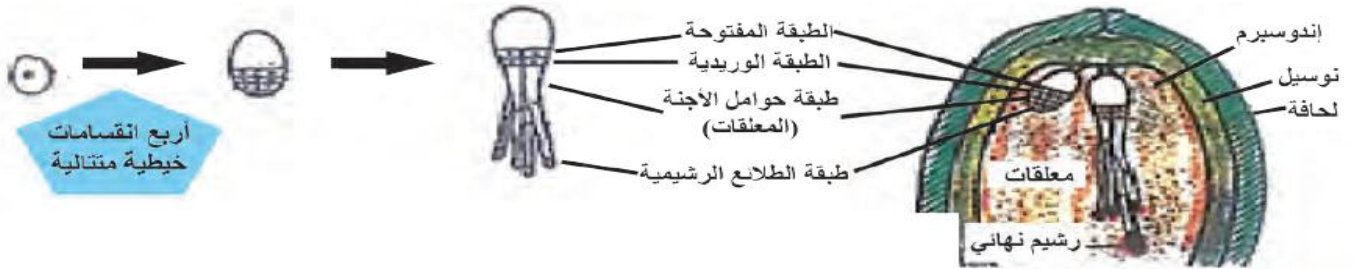 أربع انقسامات
خيطية متتالية
الطبقة المفتوحة
الطبقة الوريدية
طبقة حوامل الأجنة
(المعلقات)
طبقة الطلائع الرشيمية
إندوسبرم
نوسيل
لحافة
معلقات
رشيم نهائي